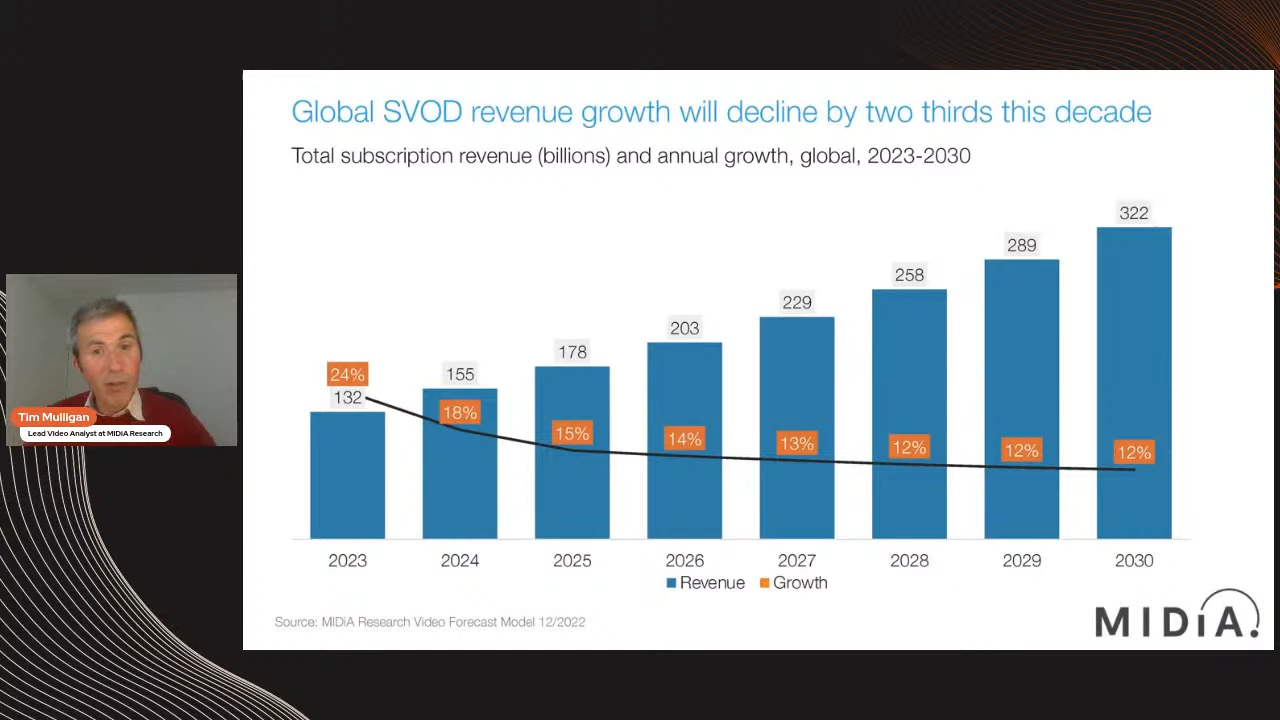 Global SVOD revenue growth will decline by two thirds this decade
Total subscription revenue (billions) and annual growth, global, 2023-2030
322
289
258
229
203
178
155
24%
132
18%
15%
14%
13%
12%
12%
12%
2023 2024 2025 2026 2027 2028 2029 2030
Revenue Growth
Source: MIDiA Research Video Forecast Model 12/2022
MIDiA.
Tim Mulligan
Lead Video Analyst at MIDiA Research